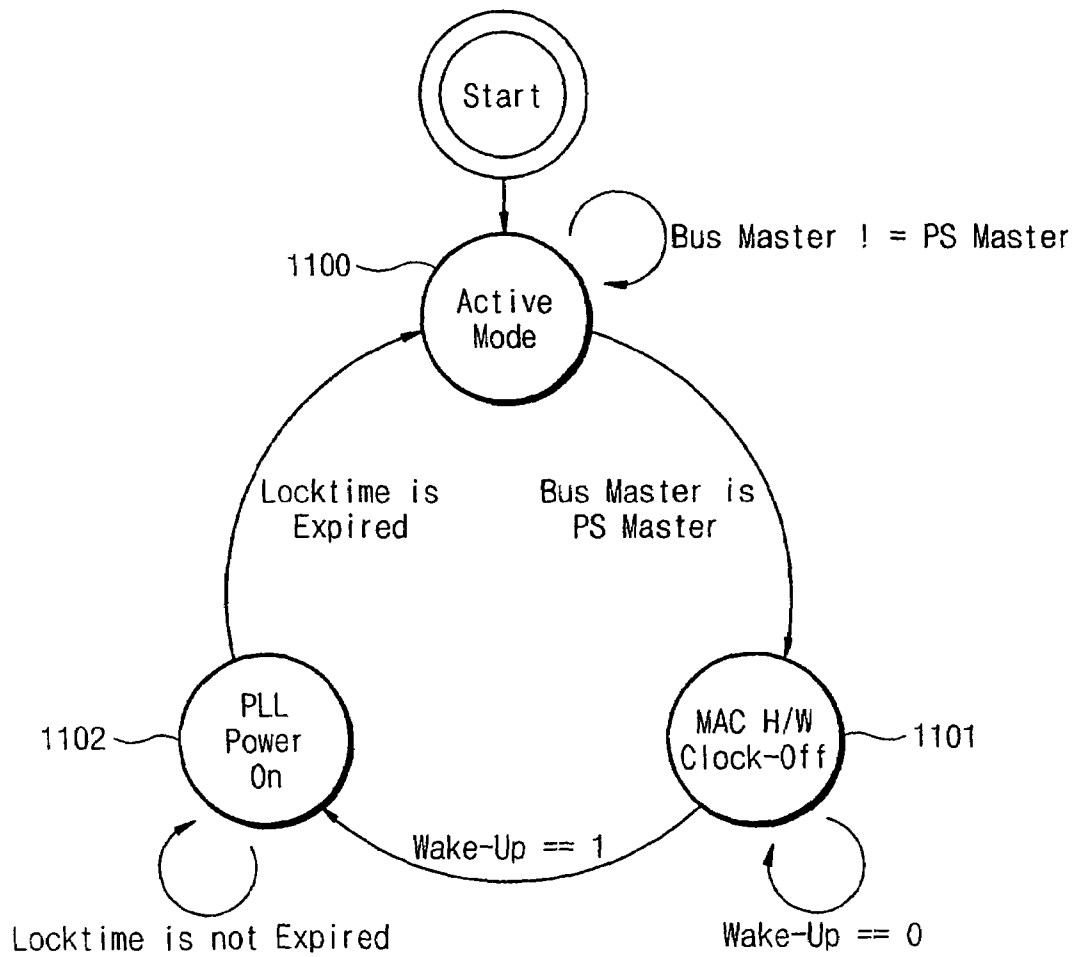 Start
Bus Master ! = PS Master
1100
Active
Mode
Locktime is
Expired
Bus Master is
PS Master
PLL
Power
On
1102
MAC H/W
Clock-Off
1101
Wake-Up == 1
Locktime is not Expired
Wake-Up == 0